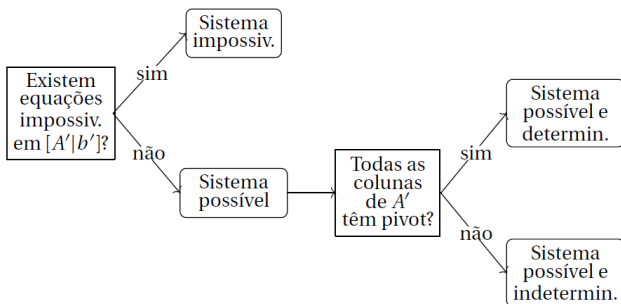 Existem
equações
impossiv.
em [A′|b′]?
sim
Sistema
impossiv.
não
Sistema
possível
Todas as
colunas
de A′
têm pivot?
sim
Sistema
possível e
determin.
não
Sistema
possível e
indetermin.